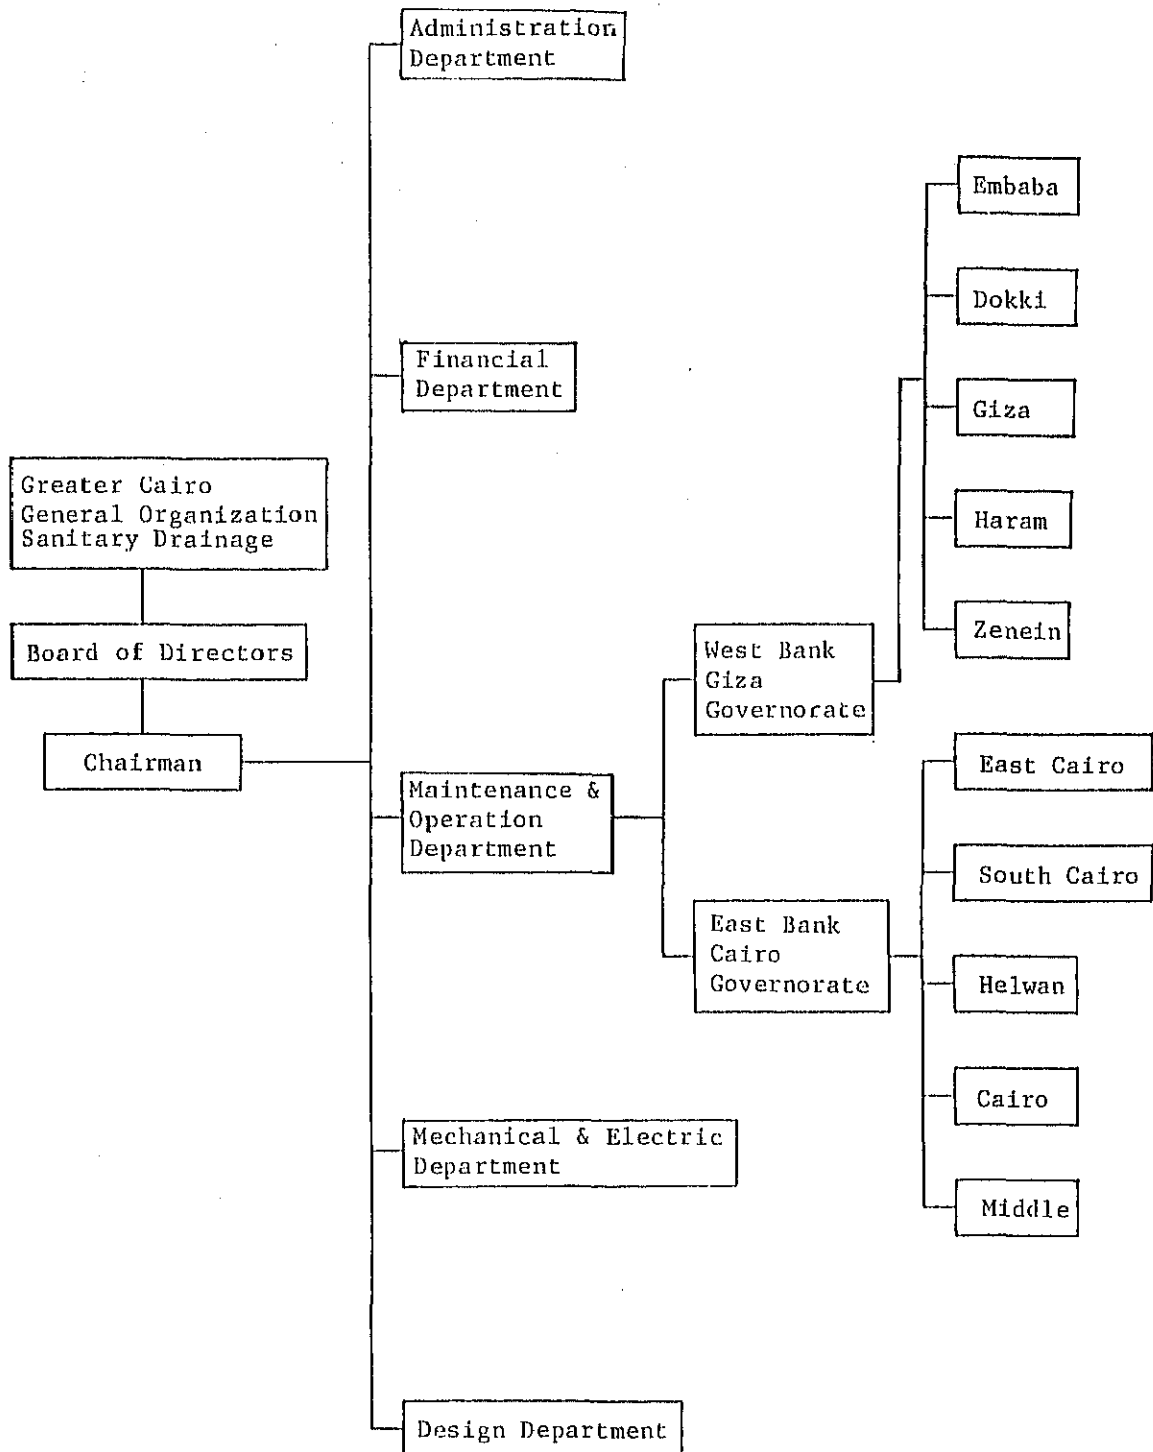 Greater Cairo
General Organization
Sanitary Drainage
Board of Directors
Chairman
Administration
Department
Financial
Department
Maintenance &
Operation
Department
Mechanical & Electric
Department
Design Department
West Bank
Giza
Governorate
East Bank
Cairo
Governorate
Embaba
Dokki
Giza
Haram
Zenein
East Cairo
South Cairo
Helwan
Cairo
Middle